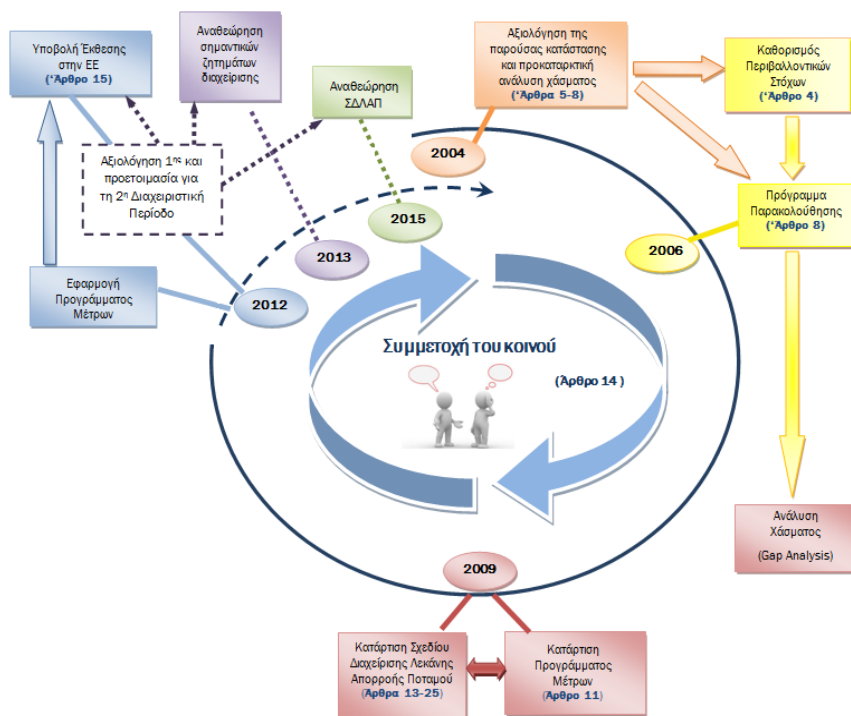 Υποβολή Έκθεσης
στην ΕΕ
(‘Άρθρο 15)
Αναθεώρηση
σημαντικών
ζητημάτων
διαχείρισης
Αναθεώρηση
ΣΔΛΑΠ
Αξιολόγηση της
παρούσας κατάστασης
και προκαταρκτική
ανάλυση χάσματος
(‘Άρθρα 5-8)
Καθορισμός
Περιβαλλοντικών
Στόχων
(‘Άρθρο 4)
Αξιολόγηση 1ης και
προετοιμασία για
τη 2η Διαχειριστική
Περίοδο
2004
2015
2013
2012
2006
Πρόγραμμα
Παρακολούθησης
(‘Άρθρο 8)
Εφαρμογή
Προγράμματος
Μέτρων
Συμμετοχή του κοινού
(Άρθρο 14 )
Ανάλυση
Χάσματος
(Gap Analysis)
2009
Κατάρτιση Σχεδίου
Διαχείρισης Λεκάνης
Απορροής Ποταμού
(Άρθρα 13-25)
Κατάρτιση
Προγράμματος
Μέτρων
(Άρθρο 11)